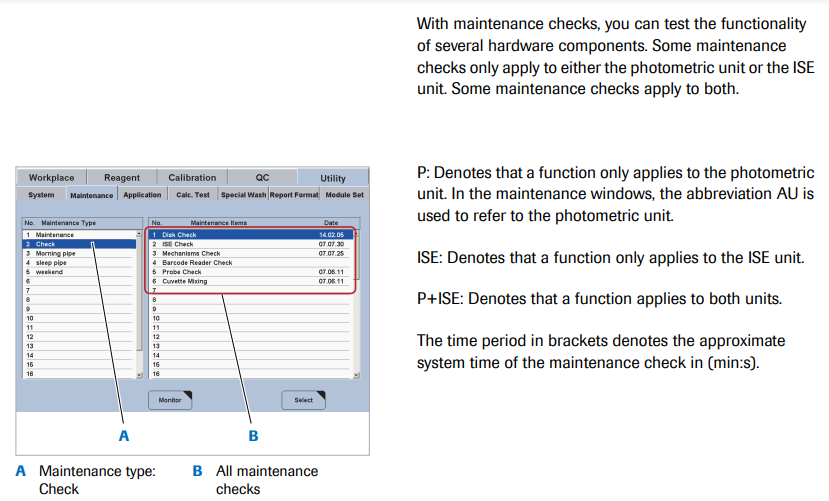 With maintenance checks, you can test the functionality
of several hardware components. Some maintenance
checks only apply to either the photometric unit or the ISE
unit. Some maintenance checks apply to both.
Workplace Reagent Calibration QC Utility
System Maintenance Application Calc. Test Special Wash Report Format Module Set
No. Maintenance Type No. Maintenance Items Date
1 Maintenance 1 Disk Check 14.02.05
2 Check 2 ISE Check 07.07.30
3 Morning pipe 3 Mechanisms Check 07.07.25
4 sleep pipe 4 Barcode Reader Check
5 weekend 5 Probe Check 07.06.11
6 6 Cuvette Mixing 07.06.11
7 7
8 8
9 9
10 10
11 11
12 12
13 13
14 14
15 15
16 16
Monitor Select
A B
A Maintenance type: B All maintenance
Check checks
P: Denotes that a function only applies to the photometric
unit. In the maintenance windows, the abbreviation AU is
used to refer to the photometric unit.
ISE: Denotes that a function only applies to the ISE unit.
P+ISE: Denotes that a function applies to both units.
The time period in brackets denotes the approximate
system time of the maintenance check in (min:s).